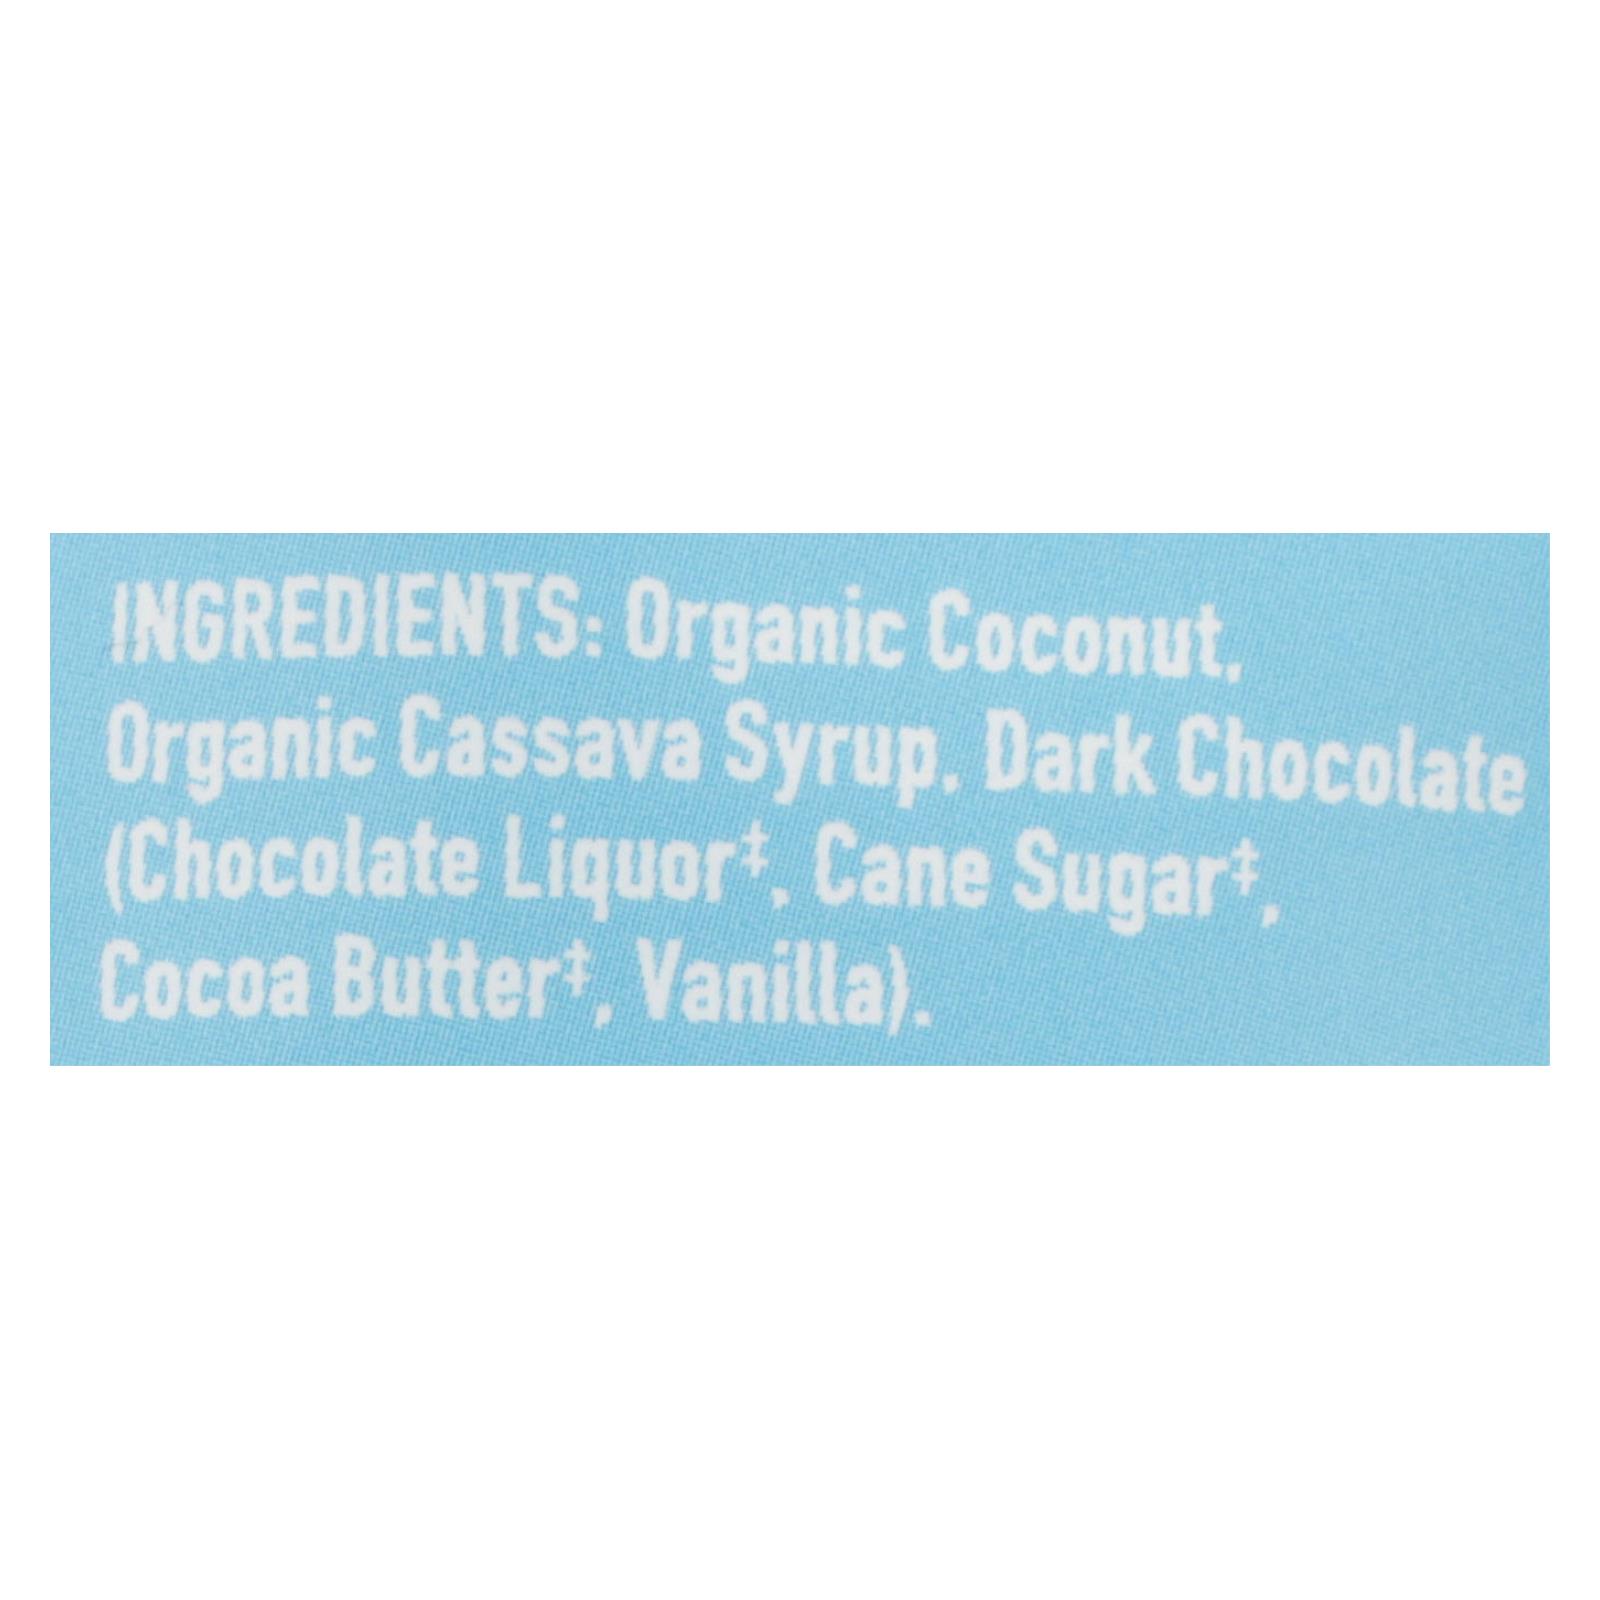 INGREDIENTS: Organic Coconut,
Organic Cassava Syrup, Dark Chocolate
(Chocolate Liquor‡, Cane Sugar‡,
Cocoa Butter‡, Vanilla).